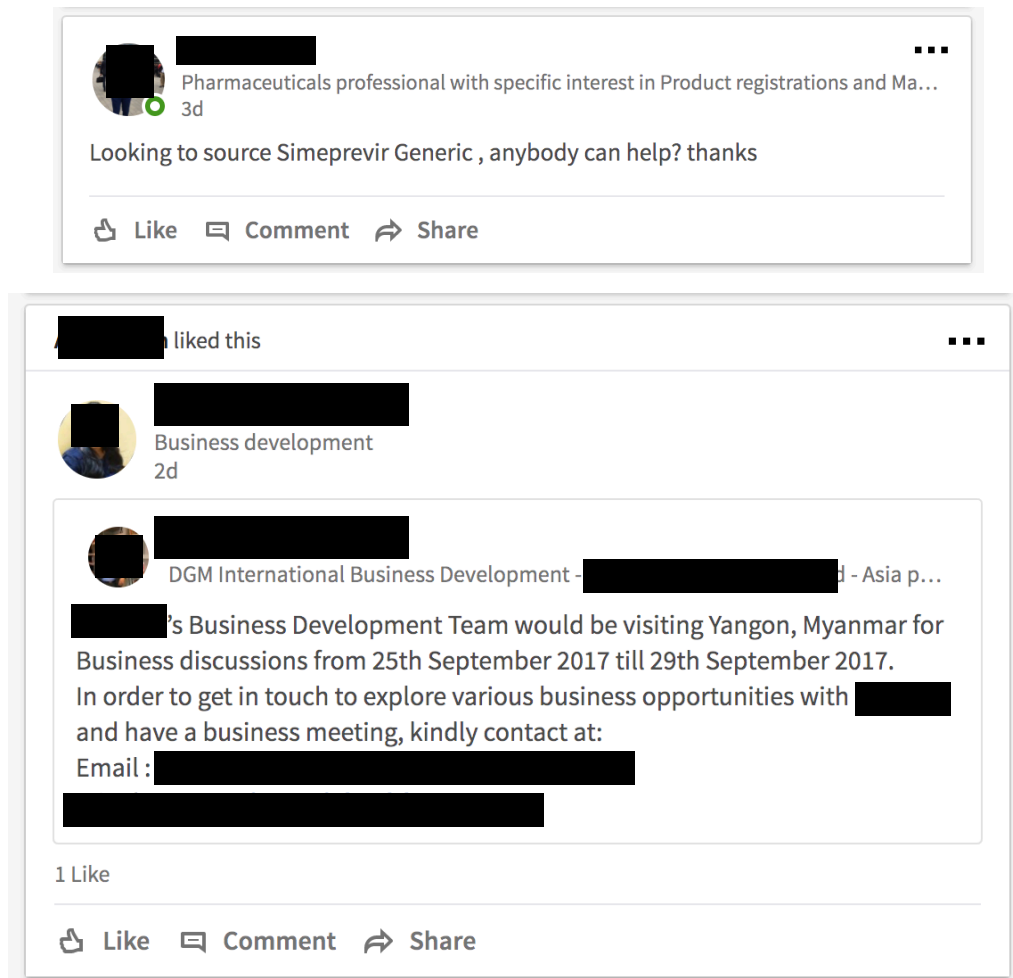 Pharmaceuticals professional with specific interest in Product registrations and Ma...
3d
Looking to source Simeprevir Generic , anybody can help? thanks
Like Comment Share
liked this
Business development
2d
DGM International Business Development - d - Asia p...
's Business Development Team would be visiting Yangon, Myanmar for
Business discussions from 25th September 2017 till 29th September 2017.
In order to get in touch to explore various business opportunities with
and have a business meeting, kindly contact at:
Email :
1 Like
Like Comment Share